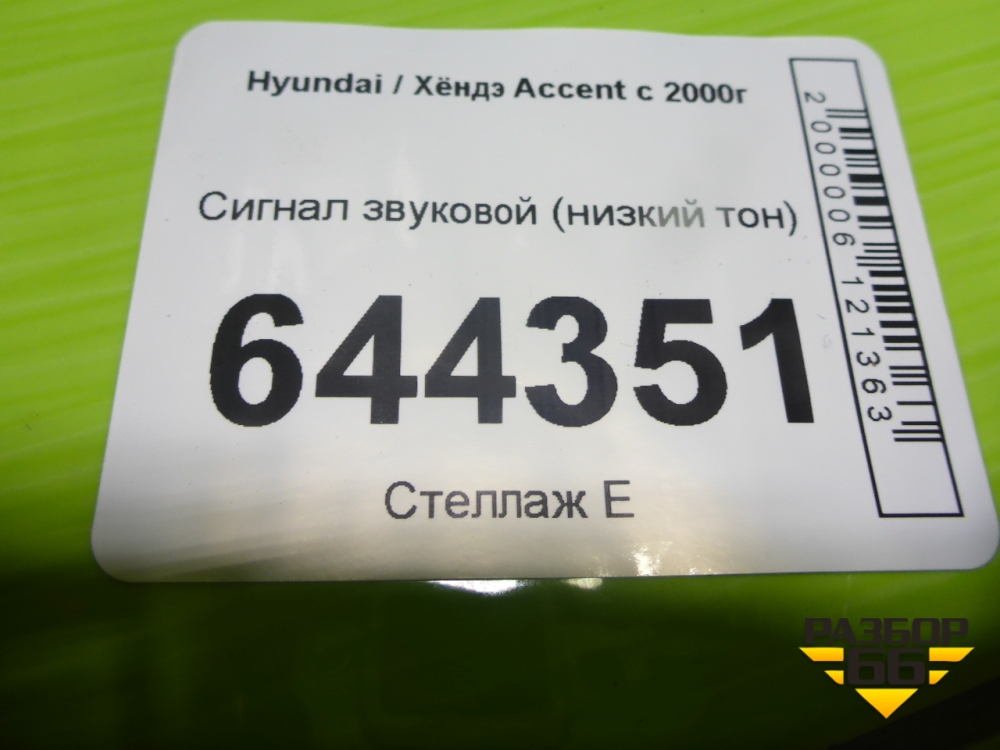 Hyundai / Хёндэ Accent с 2000г
Сигнал звуковой (низкий тон)
644351
Стеллаж Е
2000006121363
РАЗБОР
66